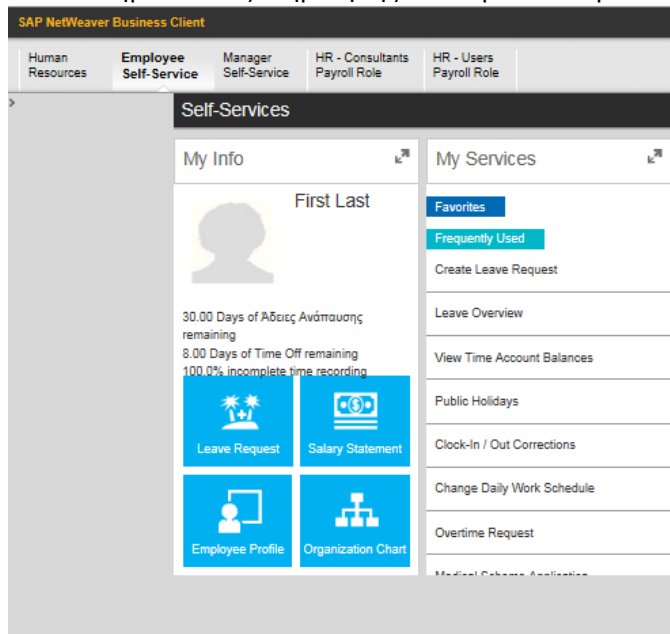 SAP NetWeaver Business Client
Human Resources
Employee Self-Service
Manager Self-Service
HR - Consultants Payroll Role
HR - Users Payroll Role
Self-Services
My Info
First Last
30.00 Days of Άδειες Ανάπαυσης
remaining
8.00 Days of Time Off remaining
100.0% incomplete time recording
Leave Request
Salary Statement
Employee Profile
Organization Chart
My Services
Favorites
Frequently Used
Create Leave Request
Leave Overview
View Time Account Balances
Public Holidays
Clock-In / Out Corrections
Change Daily Work Schedule
Overtime Request